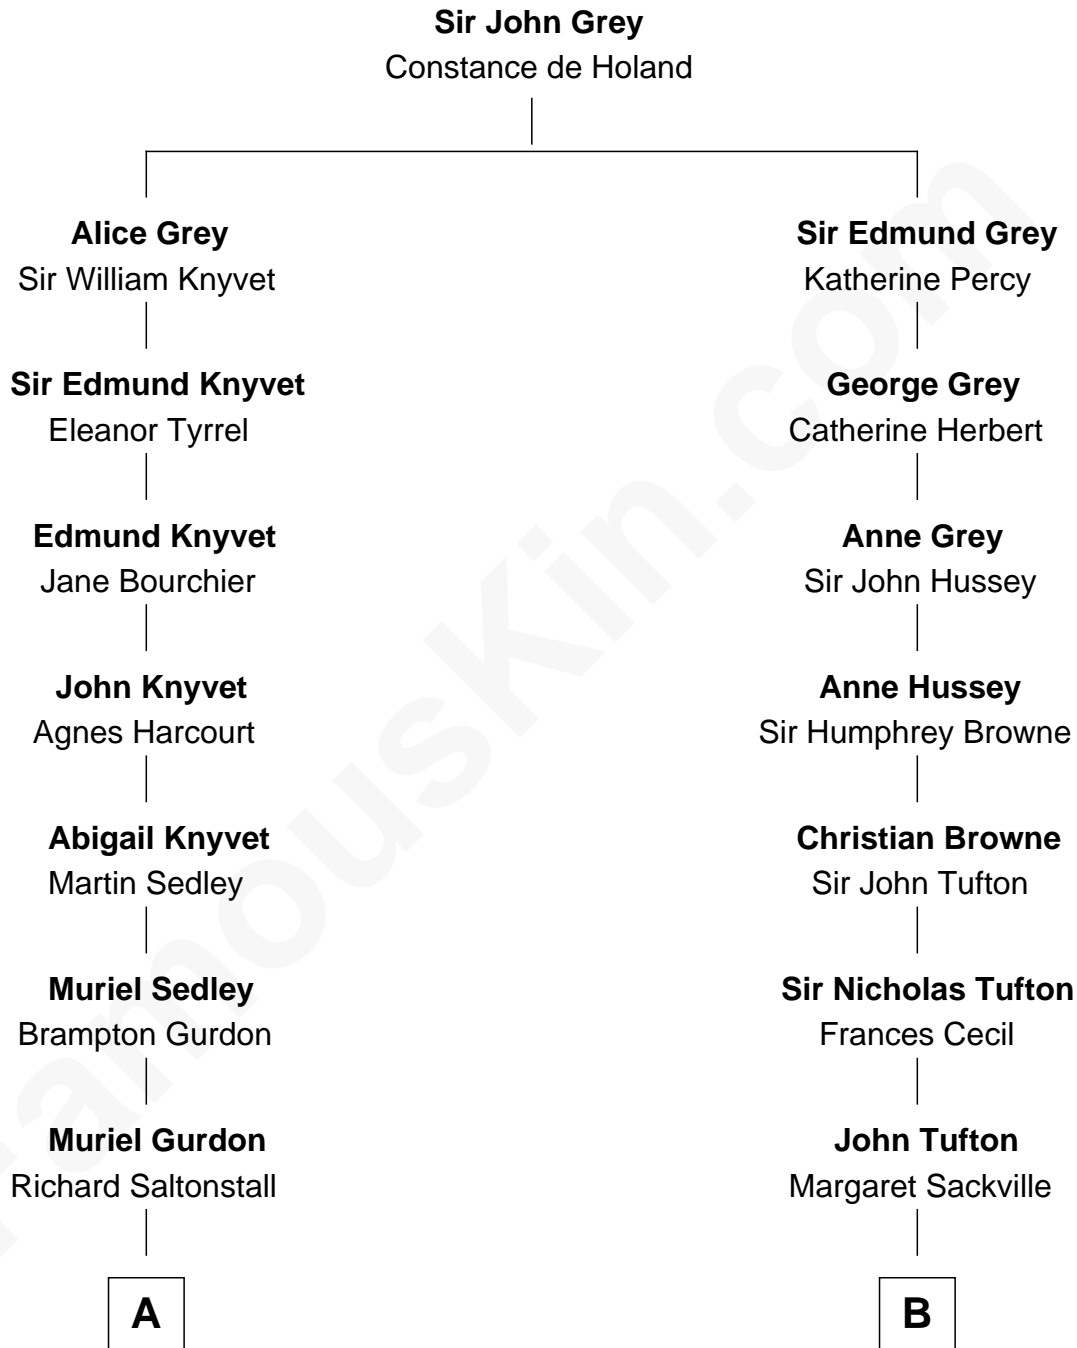 Sir John Grey
Constance de Holand
Alice Grey
Sir William Knyvet
Sir Edmund Grey
Katherine Percy
Sir Edmund Knyvet
Eleanor Tyrrel
George Grey
Catherine Herbert
Edmund Knyvet
Jane Bourchier
Anne Grey
Sir John Hussey
John Knyvet
Agnes Harcourt
Anne Hussey
Sir Humphrey Browne
Abigail Knyvet
Martin Sedley
Christian Browne
Sir John Tufton
Muriel Sedley
Brampton Gurdon
Sir Nicholas Tufton
Frances Cecil
Muriel Gurdon
Richard Saltonstall
John Tufton
Margaret Sackville
A
B
FamousKin.com